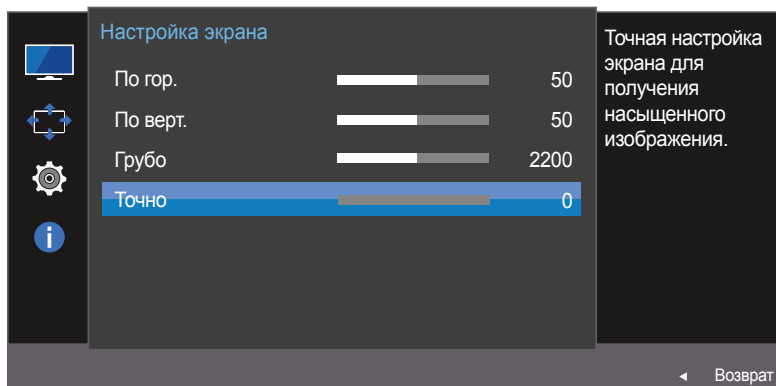 Настройка экрана
По гор. 50
По верт. 50
Грубо 2200
Точно 0
Точная настройка
экрана для
получения
насыщенного
изображения.
Возврат